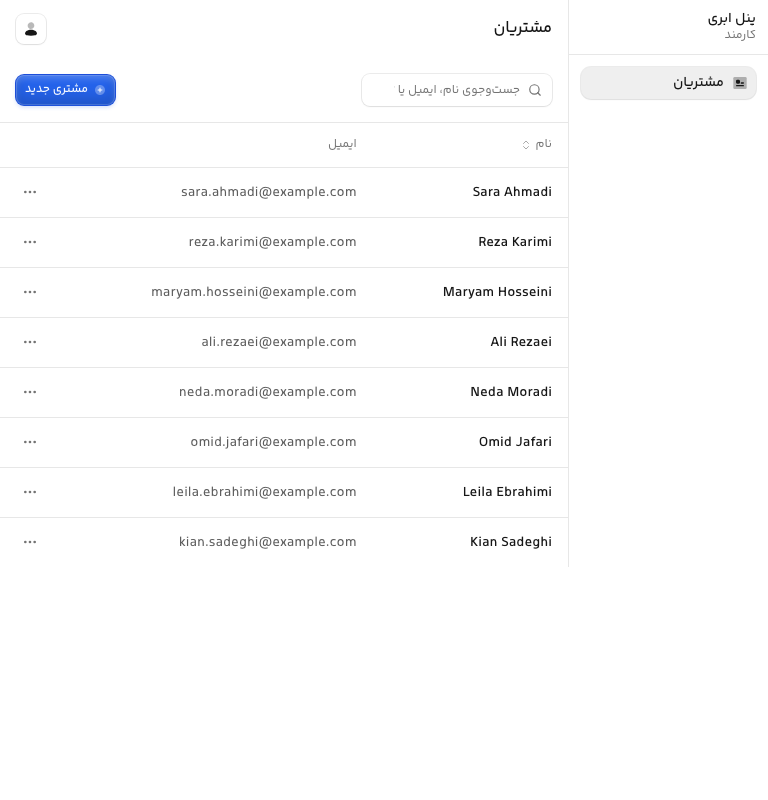 پنل ابری
کارمند
مشتریان
مشتریان
جست‌وجوی نام، ایمیل یا
مشتری جدید
نام ایمیل
Sara Ahmadi sara.ahmadi@example.com
Reza Karimi reza.karimi@example.com
Maryam Hosseini maryam.hosseini@example.com
Ali Rezaei ali.rezaei@example.com
Neda Moradi neda.moradi@example.com
Omid Jafari omid.jafari@example.com
Leila Ebrahimi leila.ebrahimi@example.com
Kian Sadeghi kian.sadeghi@example.com